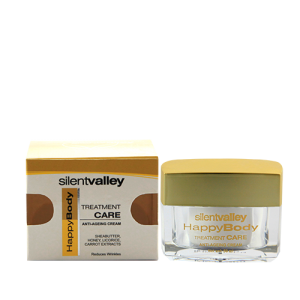 silentvalley
HappyBody
TREATMENT
CARE
ANTI-AGEING CREAM
SHEABUTTER,
HONEY, LICORICE,
CARROT EXTRACTS
Reduces Wrinkles
silentvalley
HappyBody
TREATMENT CARE